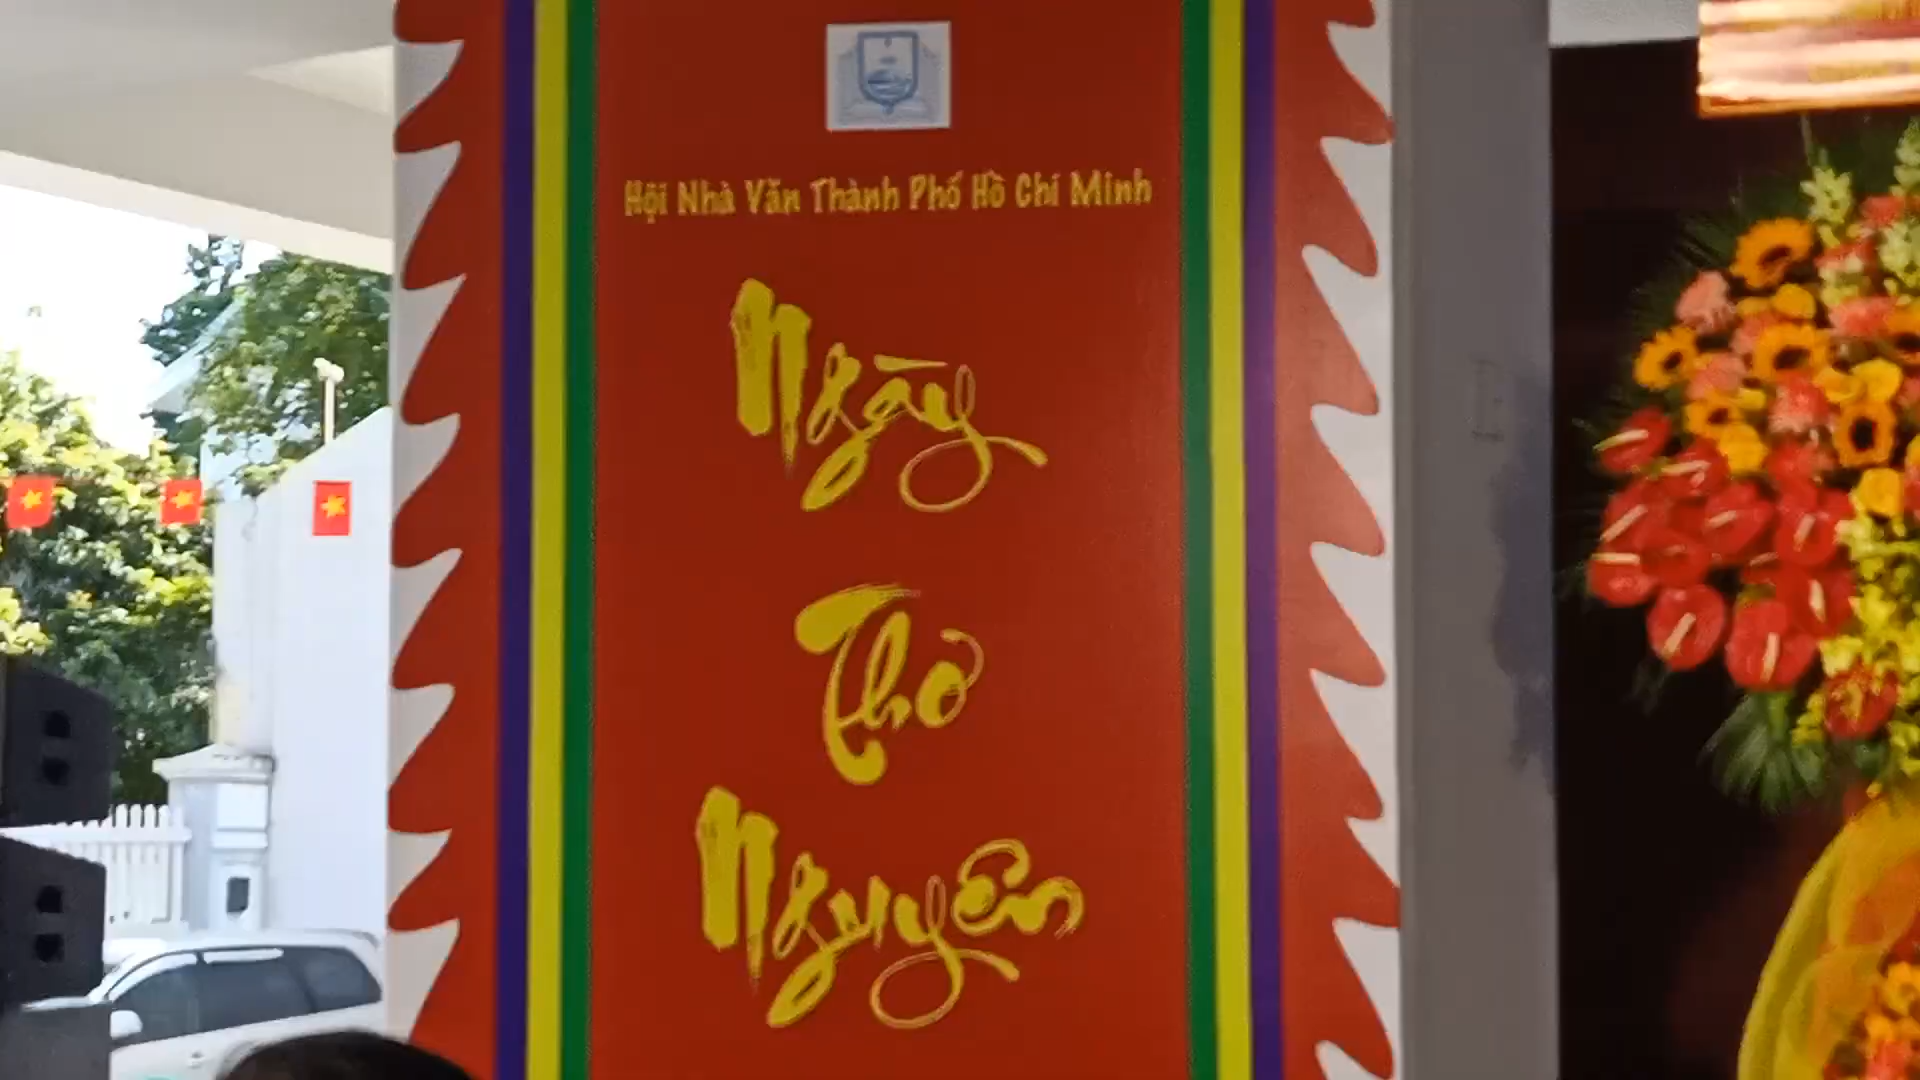 Hội Nhà Văn Thành Phố Hồ Chí Minh
Ngày
Thơ
Nguyên